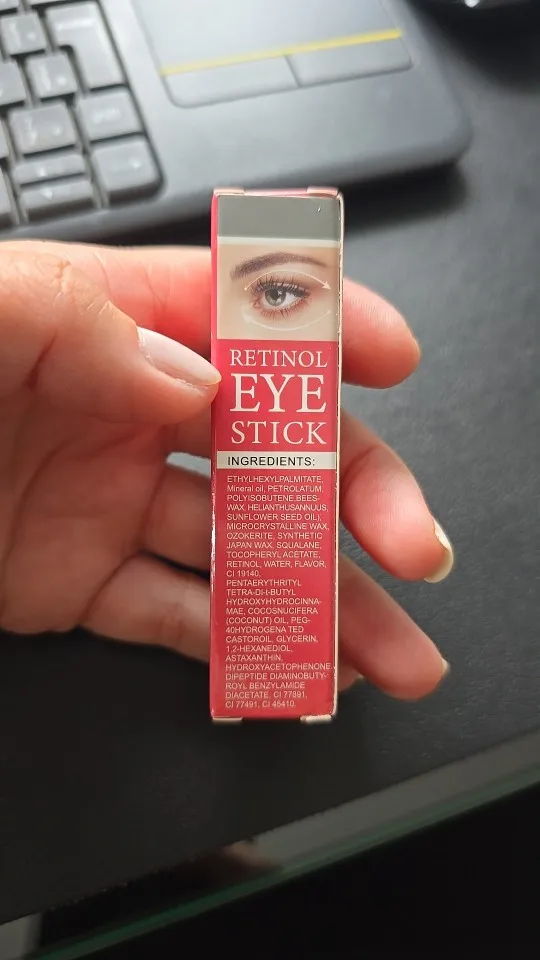 RETINOL
EYE
STICK
INGREDIENTS:
ETHYLHEXYLPALMITATE,
Mineral oil, PETROLATUM,
POLYISOBUTENE,BEES-
WAX, HELIANTHUSANNUUS,
SUNFLOWER SEED OIL),
MICROCRYSTALLINE WAX,
OZOKERITE, SYNTHETIC
JAPAN WAX, SQUALANE,
TOCOPHERYL ACETATE,
RETINOL, WATER, FLAVOR,
CI 19140,
PENTAERYTHRITYL
TETRA-DI-t-BUTYL
HYDROXYHYDROCINNA-
MAE, COCOSNUCIFERA
(COCONUT) OIL, PEG-
40HYDROGENA TED
CASTOROIL, GLYCERIN,
1,2-HEXANEDIOL,
ASTAXANTHIN,
HYDROXYACETOPHENONE,
DIPEPTIDE DIAMINOBUTY-
ROYL BENZYLAMIDE
DIACETATE, CI 77891,
CI 77491, CI 45410.